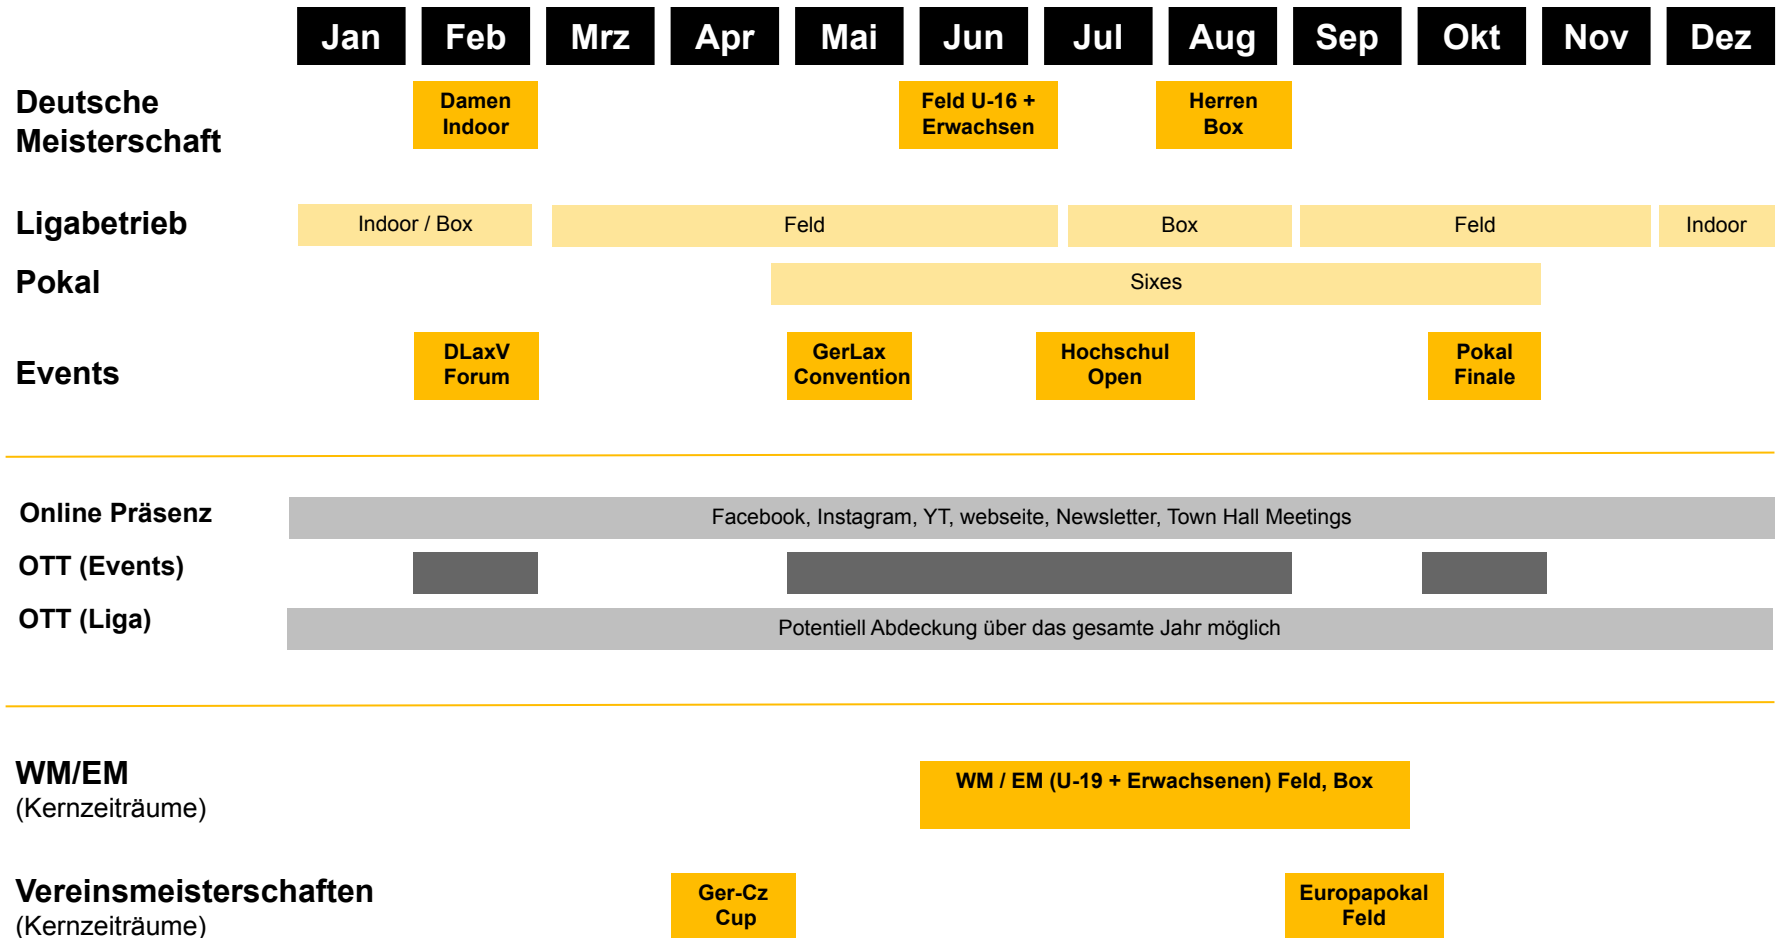 Jan Feb Mrz Apr Mai Jun Jul Aug Sep Okt Nov Dez
Deutsche
Meisterschaft
Damen
Indoor
Feld U-16 +
Erwachsen
Herren
Box
Ligabetrieb
Indoor / Box
Feld
Box
Feld
Indoor
Pokal
Sixes
Events
DLaxV
Forum
GerLax
Convention
Hochschul
Open
Pokal
Finale
Online Präsenz
Facebook, Instagram, YT, webseite, Newsletter, Town Hall Meetings
OTT (Events)
OTT (Liga)
Potentiell Abdeckung über das gesamte Jahr möglich
WM/EM
(Kernzeiträume)
WM / EM (U-19 + Erwachsenen) Feld, Box
Vereinsmeisterschaften
(Kernzeiträume)
Ger-Cz
Cup
Europapokal
Feld